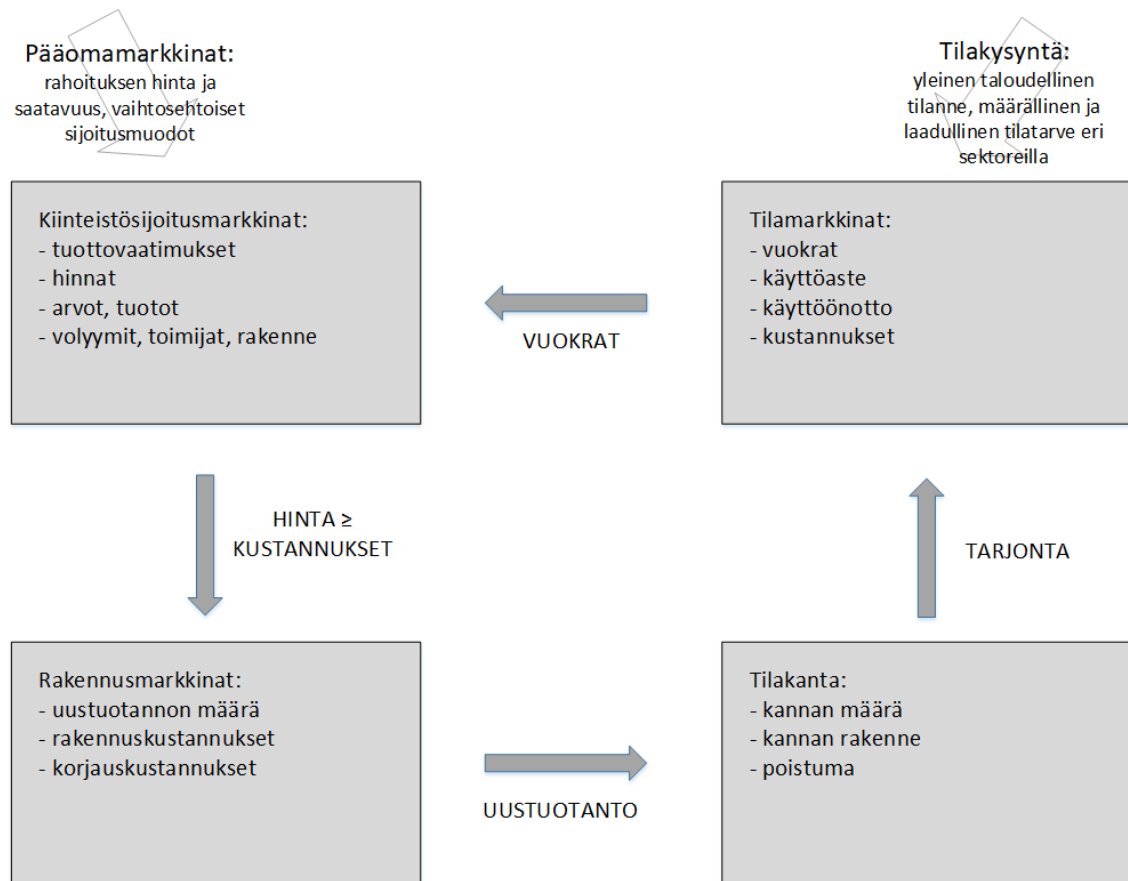 Pääomamarkkinat:
rahoituksen hinta ja
saatavuus, vaihtosehtoiset
sijoitusmuodot
Tilakysyntä:
yleinen taloudellinen
tilanne, määrällinen ja
laadullinen tilatarve eri
sektoreilla
Kiinteistösijoitusmarkkinat:
- tuottovaatimukset
- hinnat
- arvot, tuotot
- volyymit, toimijat, rakenne
VUOKRAT
Tilamarkkinat:
- vuokrat
- käyttöaste
- käyttöönotto
- kustannukset
HINTA ≥
KUSTANNUKSET
TARJONTA
Rakennusmarkkinat:
- uustuotannon määrä
- rakennuskustannukset
- korjauskustannukset
UUSTUOTANTO
Tilakanta:
- kannan määrä
- kannan rakenne
- poistuma